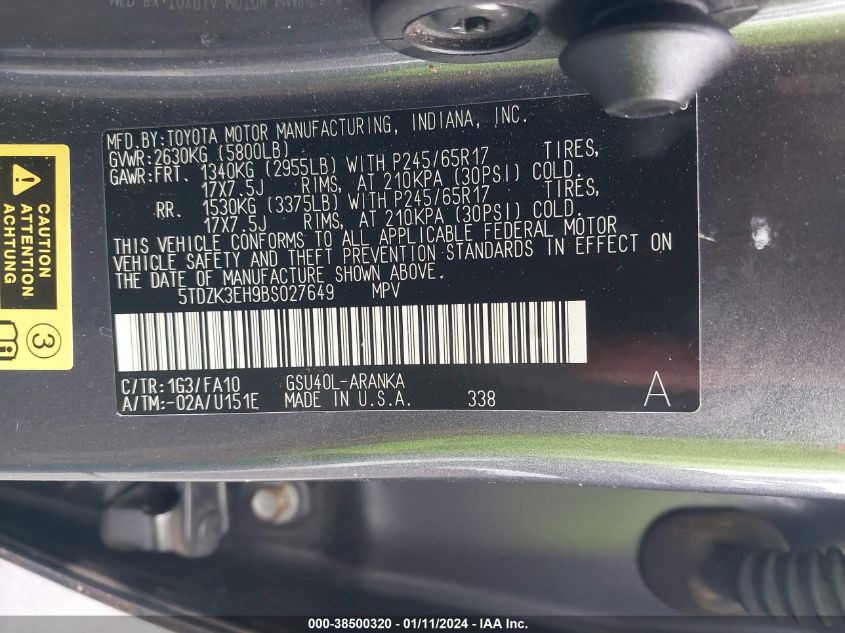 MFD.BY:TOYOTA MOTOR MANUFACTURING, INDIANA, INC.
GVWR:2630KG (5800LB)
GAWR:FRT. 1340KG (2955LB) WITH P245/65R17 TIRES,
17X7.5J RIMS, AT 210KPA (30PSI) COLD.
RR. 1530KG (3375LB) WITH P245/65R17 TIRES,
17X7.5J RIMS, AT 210KPA (30PSI) COLD.
THIS VEHICLE CONFORMS TO ALL APPLICABLE FEDERAL MOTOR
VEHICLE SAFETY AND THEFT PREVENTION STANDARDS IN EFFECT ON
THE DATE OF MANUFACTURE SHOWN ABOVE.
5TDZK3EH9BS027649 MPV
C/TR:1G3/FA10 GSU40L-ARANKA
A/TM:-02A/U151E MADE IN U.S.A. 338 A
CAUTION
ATTENTION
ACHTUNG
3
000-38500320 - 01/11/2024 - IAA Inc.